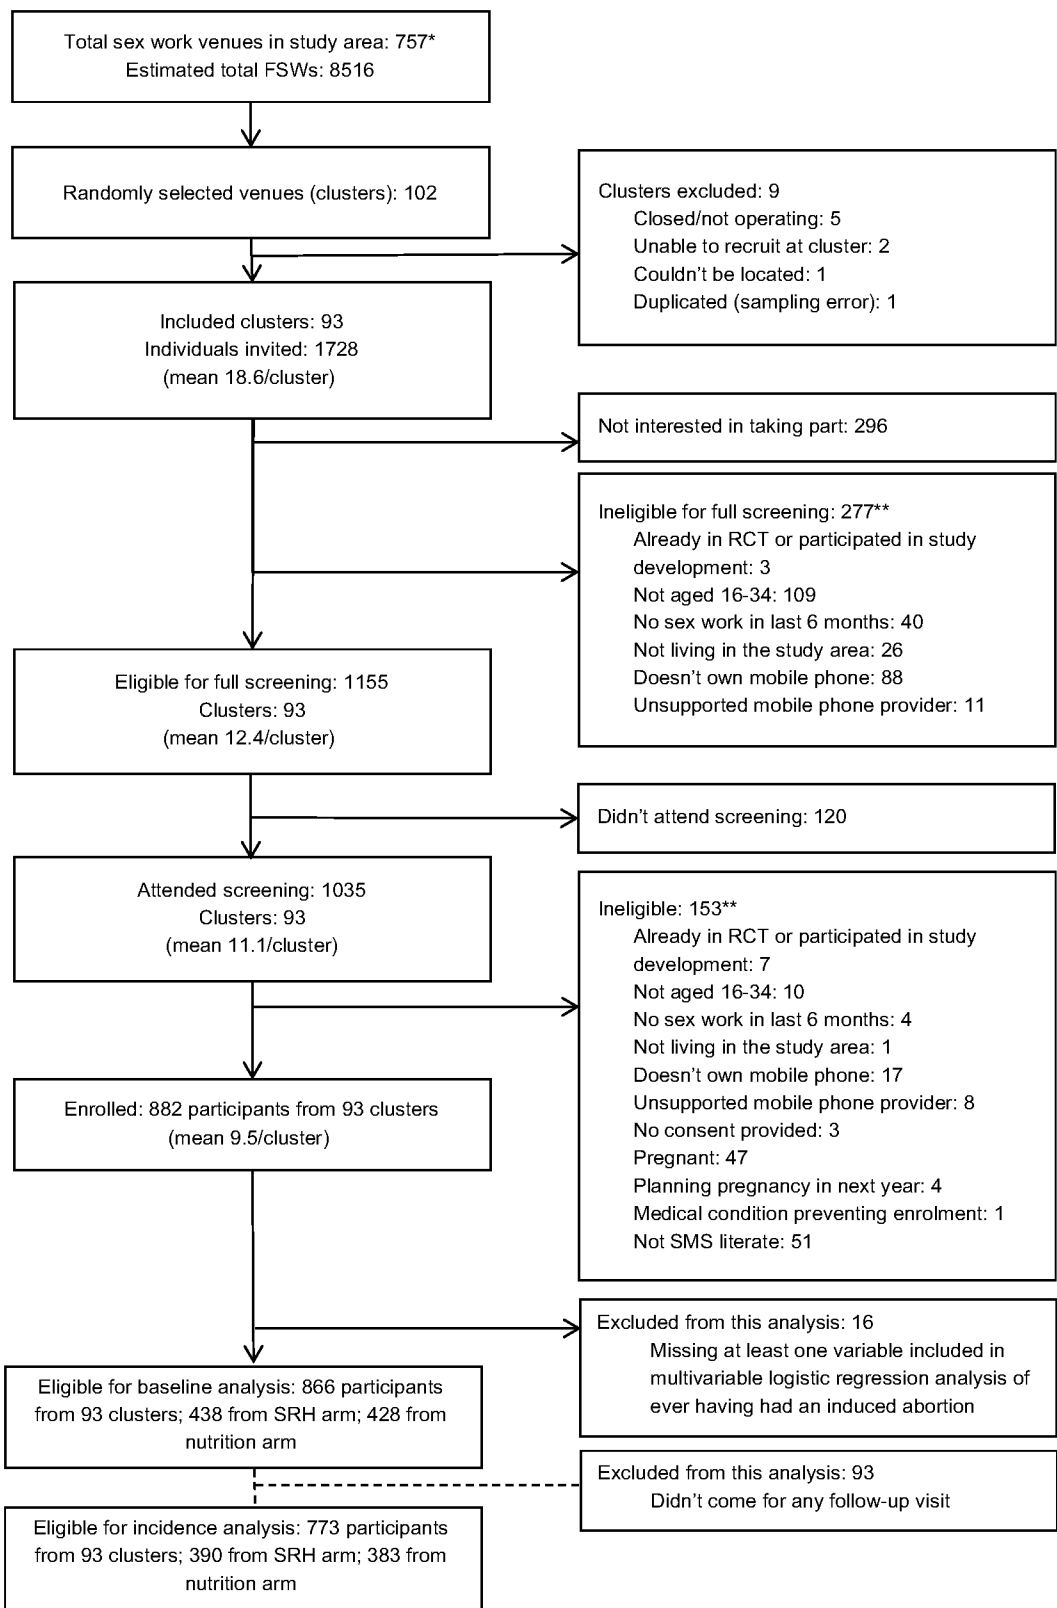 Total sex work venues in study area: 757*
Estimated total FSWs: 8516
Randomly selected venues (clusters): 102
Clusters excluded: 9
Closed/not operating: 5
Unable to recruit at cluster: 2
Couldn't be located: 1
Duplicated (sampling error): 1
Included clusters: 93
Individuals invited: 1728
(mean 18.6/cluster)
Not interested in taking part: 296
Ineligible for full screening: 277**
Already in RCT or participated in study
development: 3
Not aged 16-34: 109
No sex work in last 6 months: 40
Not living in the study area: 26
Doesn't own mobile phone: 88
Unsupported mobile phone provider: 11
Eligible for full screening: 1155
Clusters: 93
(mean 12.4/cluster)
Didn't attend screening: 120
Attended screening: 1035
Clusters: 93
(mean 11.1/cluster)
Ineligible: 153**
Already in RCT or participated in study
development: 7
Not aged 16-34: 10
No sex work in last 6 months: 4
Not living in the study area: 1
Doesn't own mobile phone: 17
Unsupported mobile phone provider: 8
No consent provided: 3
Pregnant: 47
Planning pregnancy in next year: 4
Medical condition preventing enrolment: 1
Not SMS literate: 51
Enrolled: 882 participants from 93 clusters
(mean 9.5/cluster)
Excluded from this analysis: 16
Missing at least one variable included in
multivariable logistic regression analysis of
ever having had an induced abortion
Eligible for baseline analysis: 866 participants
from 93 clusters; 438 from SRH arm; 428 from
nutrition arm
Excluded from this analysis: 93
Didn't come for any follow-up visit
Eligible for incidence analysis: 773 participants
from 93 clusters; 390 from SRH arm; 383 from
nutrition arm